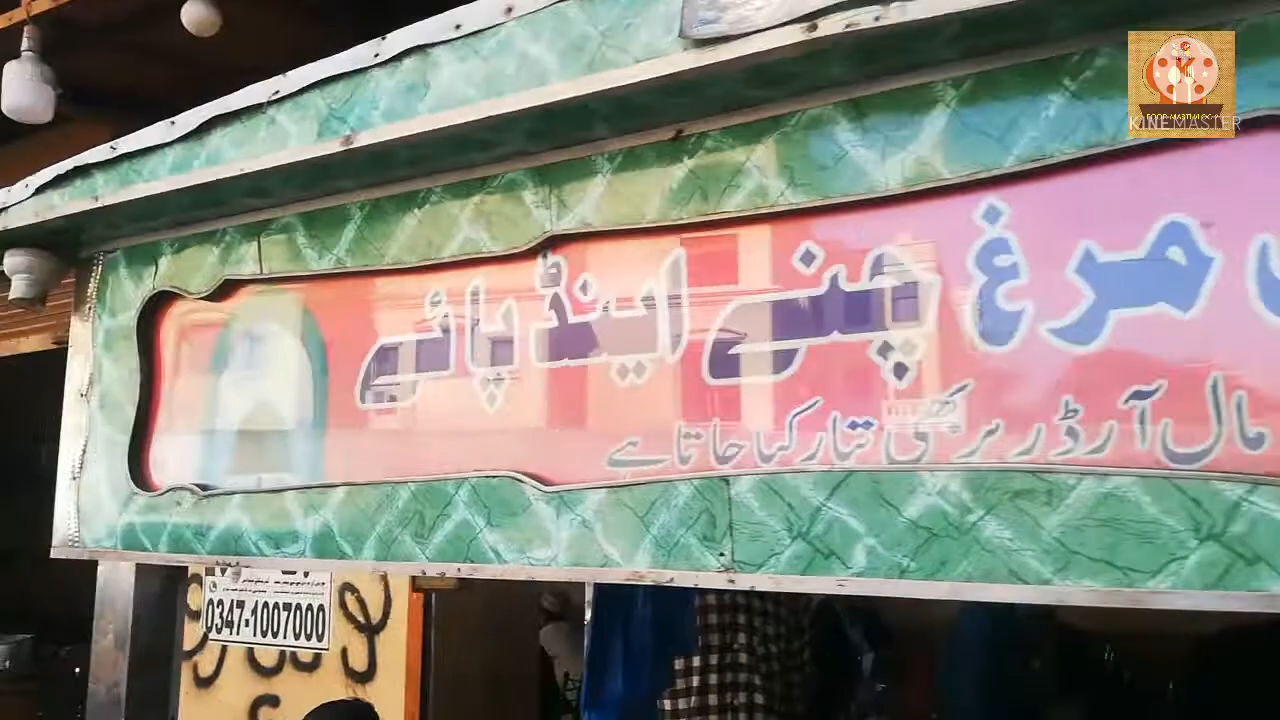 مرغ چنے اینڈ پائے
مال آرڈر پر بھی تیار کیا جاتا ہے
0347-1007000
KINEMASTER